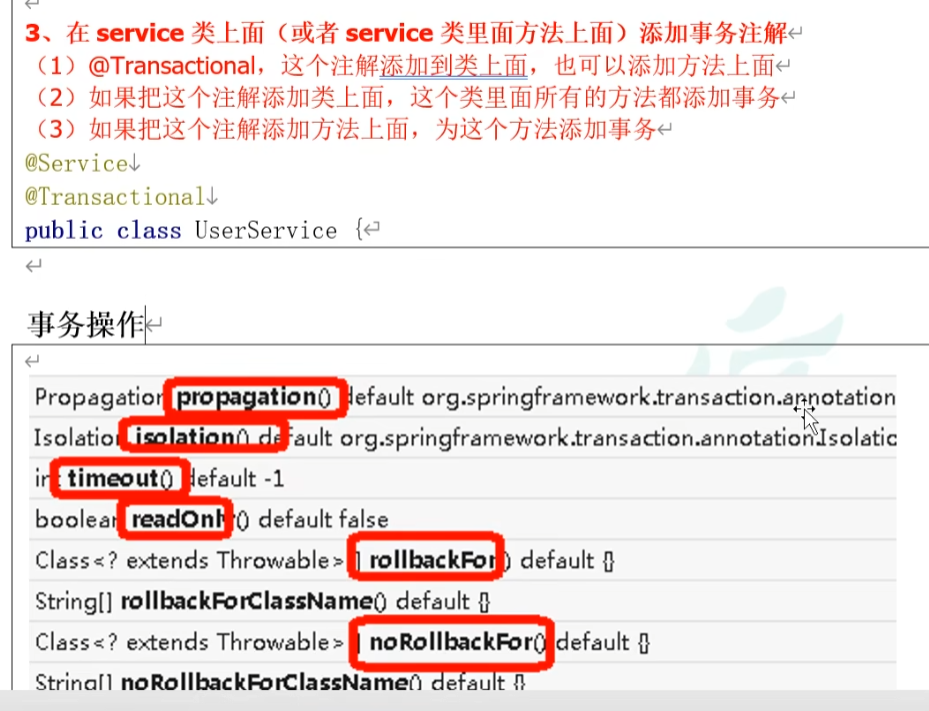 3、在 service 类上面（或者 service 类里面方法上面）添加事务注解
（1）@Transactional，这个注解添加到类上面，也可以添加方法上面
（2）如果把这个注解添加类上面，这个类里面所有的方法都添加事务
（3）如果把这个注解添加方法上面，为这个方法添加事务
@Service
@Transactional
public class UserService {
事务操作
Propagation propagation() default org.springframework.transaction.annotation
Isolation isolation() default org.springframework.transaction.annotation.Isolatic
int timeout() default -1
boolean readOnly() default false
Class<? extends Throwable>[] rollbackFor() default {}
String[] rollbackForClassName() default {}
Class<? extends Throwable>[] noRollbackFor() default {}
String[] noRollbackForClassName() default {}